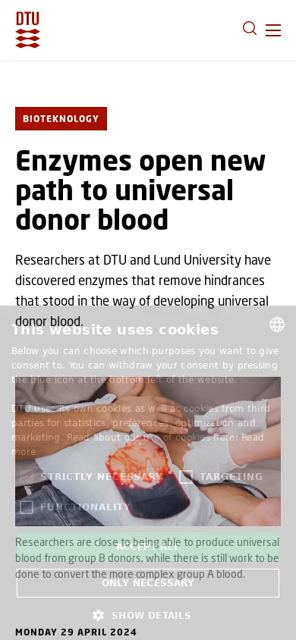 DTU
BIOTEKNOLOGY
Enzymes open new
path to universal
donor blood
Researchers at DTU and Lund University have
discovered enzymes that remove hindrances
that stood in the way of developing universal
donor blood.
This website uses cookies
Below you can choose which purposes you want to give
consent to. You can withdraw your consent by pressing
the blue icon at the bottom left of the website.
DTU uses its own cookies as well as cookies from third
parties for statistics, preferences, optimization and
marketing. Read about our use of cookies here: Read
more
STRICTLY NECESSARY
TARGETING
FUNCTIONALITY
Researchers are close to being able to produce universal
blood from group B donors, while there is still work to be
done to convert the more complex group A blood.
ACCEPT ALL
ONLY NECESSARY
SHOW DETAILS
MONDAY 29 APRIL 2024